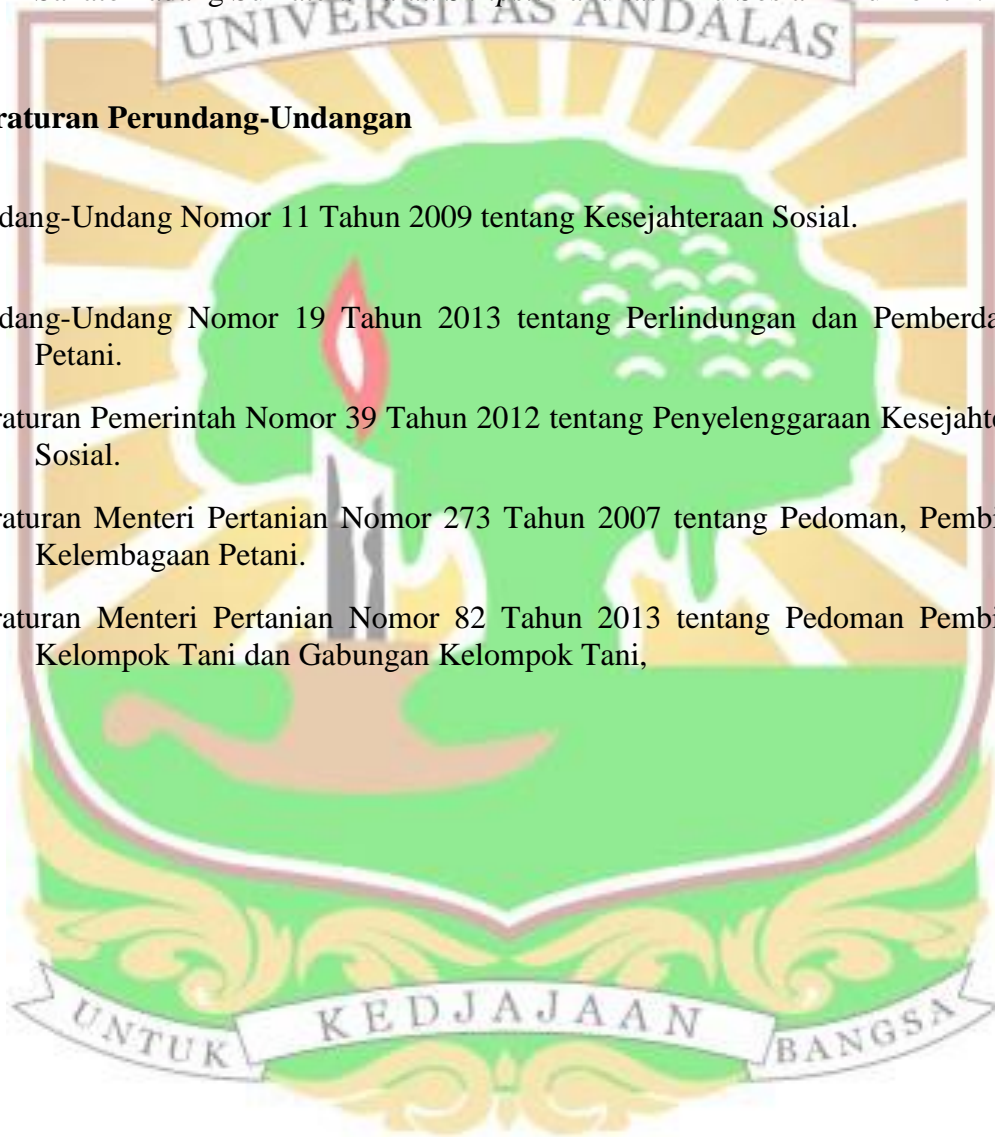 UNIVERSITAS ANDALAS
raturan Perundang-Undangan
dang-Undang Nomor 11 Tahun 2009 tentang Kesejahteraan Sosial.
dang-Undang Nomor 19 Tahun 2013 tentang Perlindungan dan Pemberda
Petani.
raturan Pemerintah Nomor 39 Tahun 2012 tentang Penyelenggaraan Kesejahte
Sosial.
raturan Menteri Pertanian Nomor 273 Tahun 2007 tentang Pedoman, Pembi
Kelembagaan Petani.
raturan Menteri Pertanian Nomor 82 Tahun 2013 tentang Pedoman Pembi
Kelompok Tani dan Gabungan Kelompok Tani,
UNTUK KEDJAJAAN BANGSA